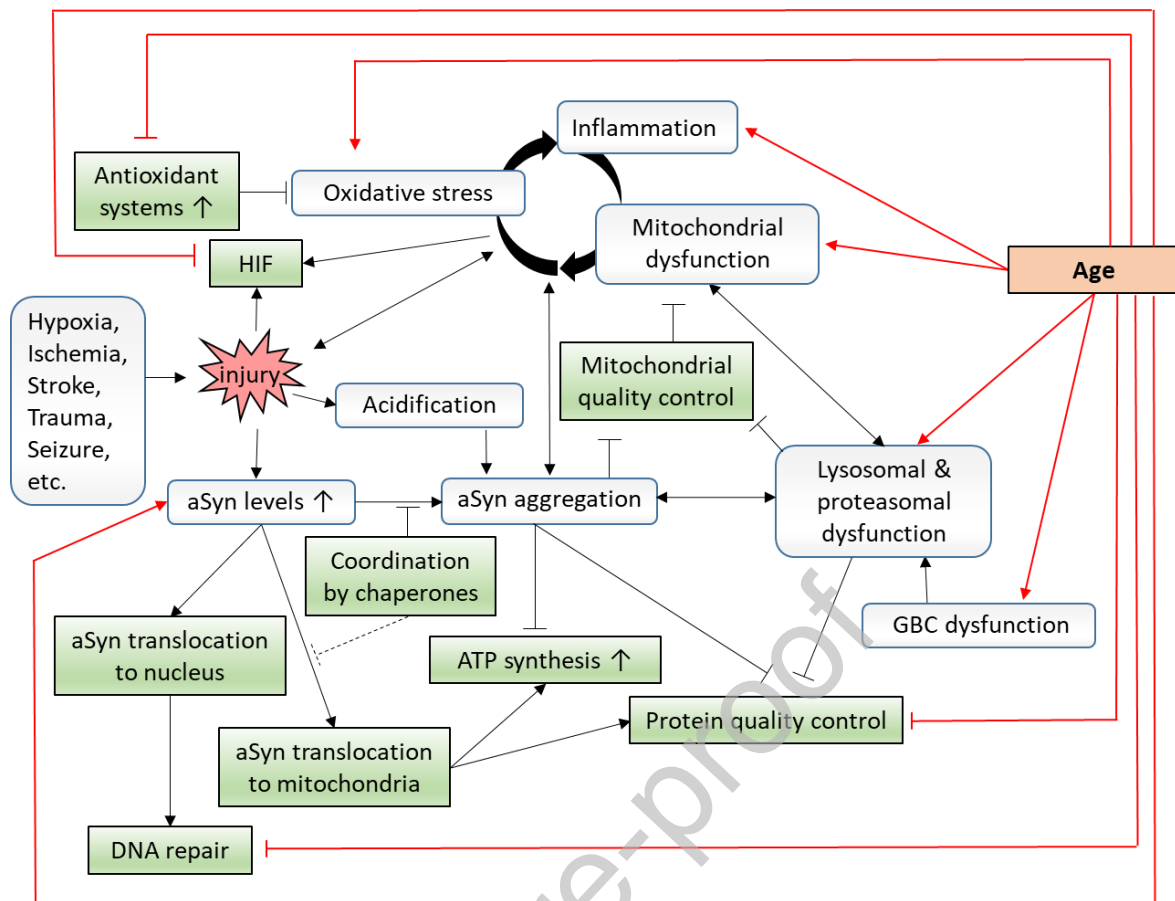 Inflammation
Antioxidant
systems ↑
Oxidative stress
Mitochondrial
dysfunction
HIF
Age
Hypoxia,
Ischemia,
Stroke,
Trauma,
Seizure,
etc.
injury
Acidification
Mitochondrial
quality control
Lysosomal &
proteasomal
dysfunction
aSyn levels ↑
aSyn aggregation
Coordination
by chaperones
GBC dysfunction
aSyn translocation
to nucleus
ATP synthesis ↑
Protein quality control
aSyn translocation
to mitochondria
DNA repair
re-proof